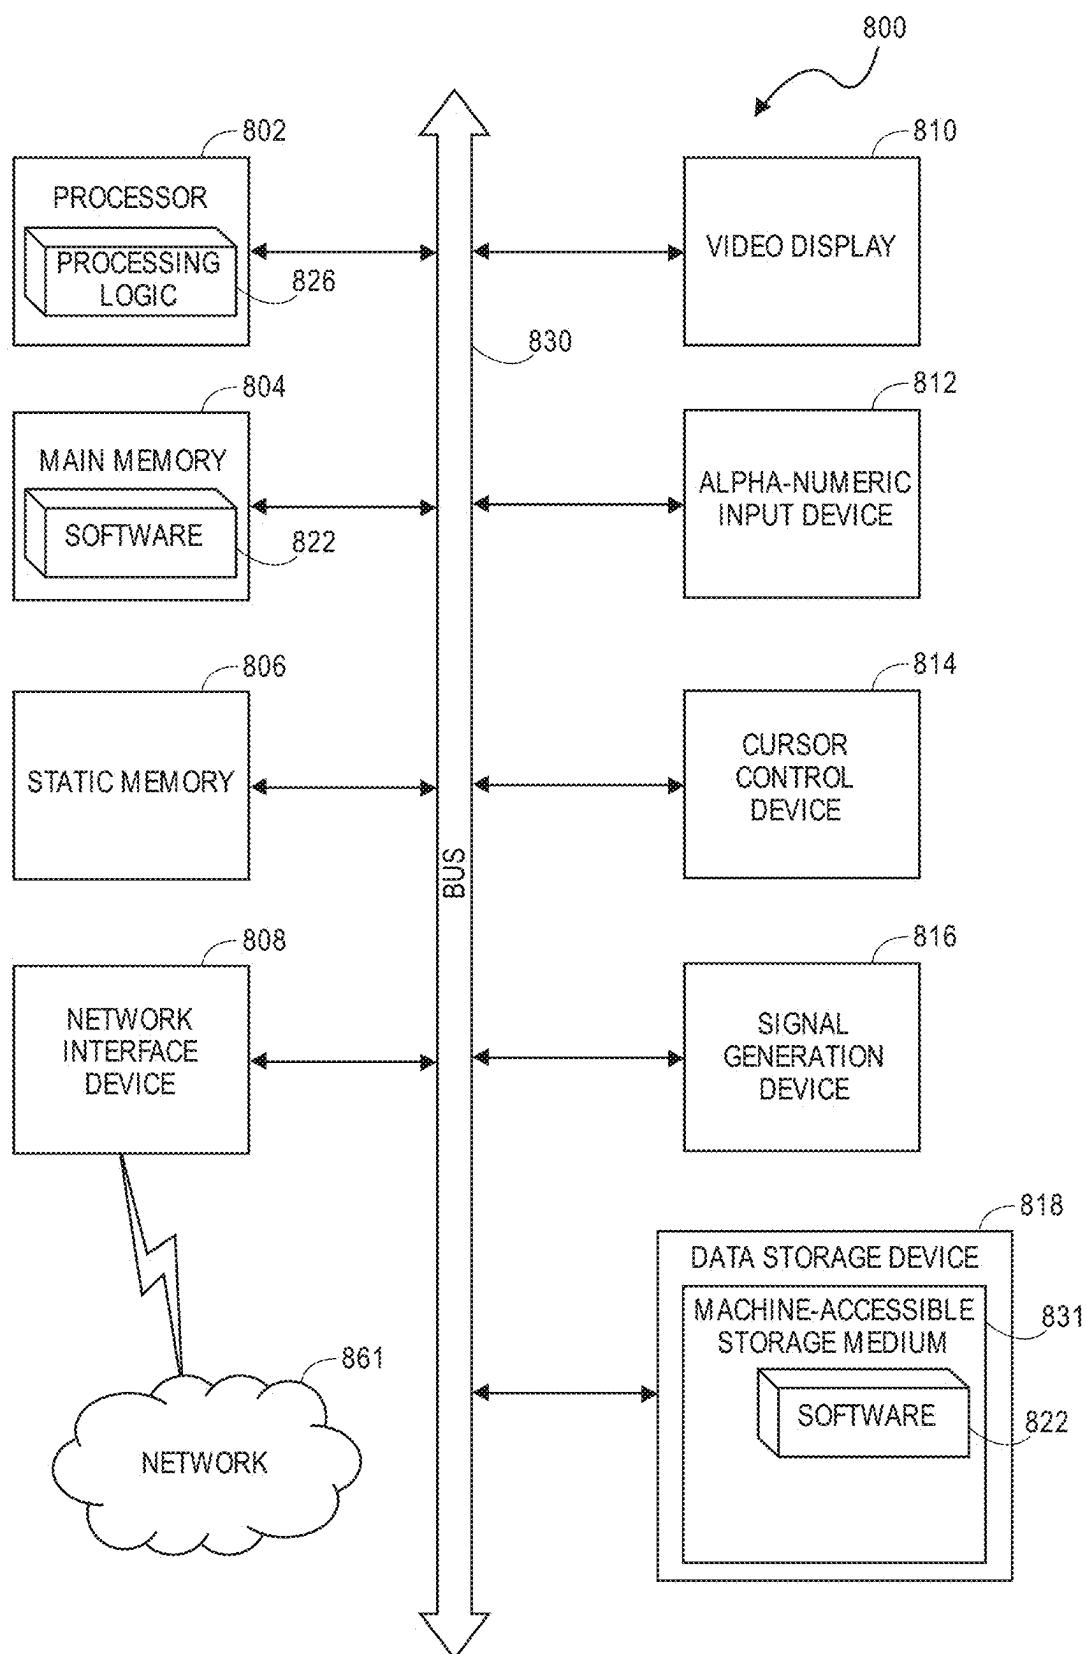 800
802
PROCESSOR
PROCESSING
LOGIC
826
810
VIDEO DISPLAY
830
804
MAIN MEMORY
SOFTWARE
822
812
ALPHA-NUMERIC
INPUT DEVICE
806
STATIC MEMORY
814
CURSOR
CONTROL
DEVICE
BUS
808
NETWORK
INTERFACE
DEVICE
816
SIGNAL
GENERATION
DEVICE
818
DATA STORAGE DEVICE
MACHINE-ACCESSIBLE
STORAGE MEDIUM
831
SOFTWARE
822
861
NETWORK